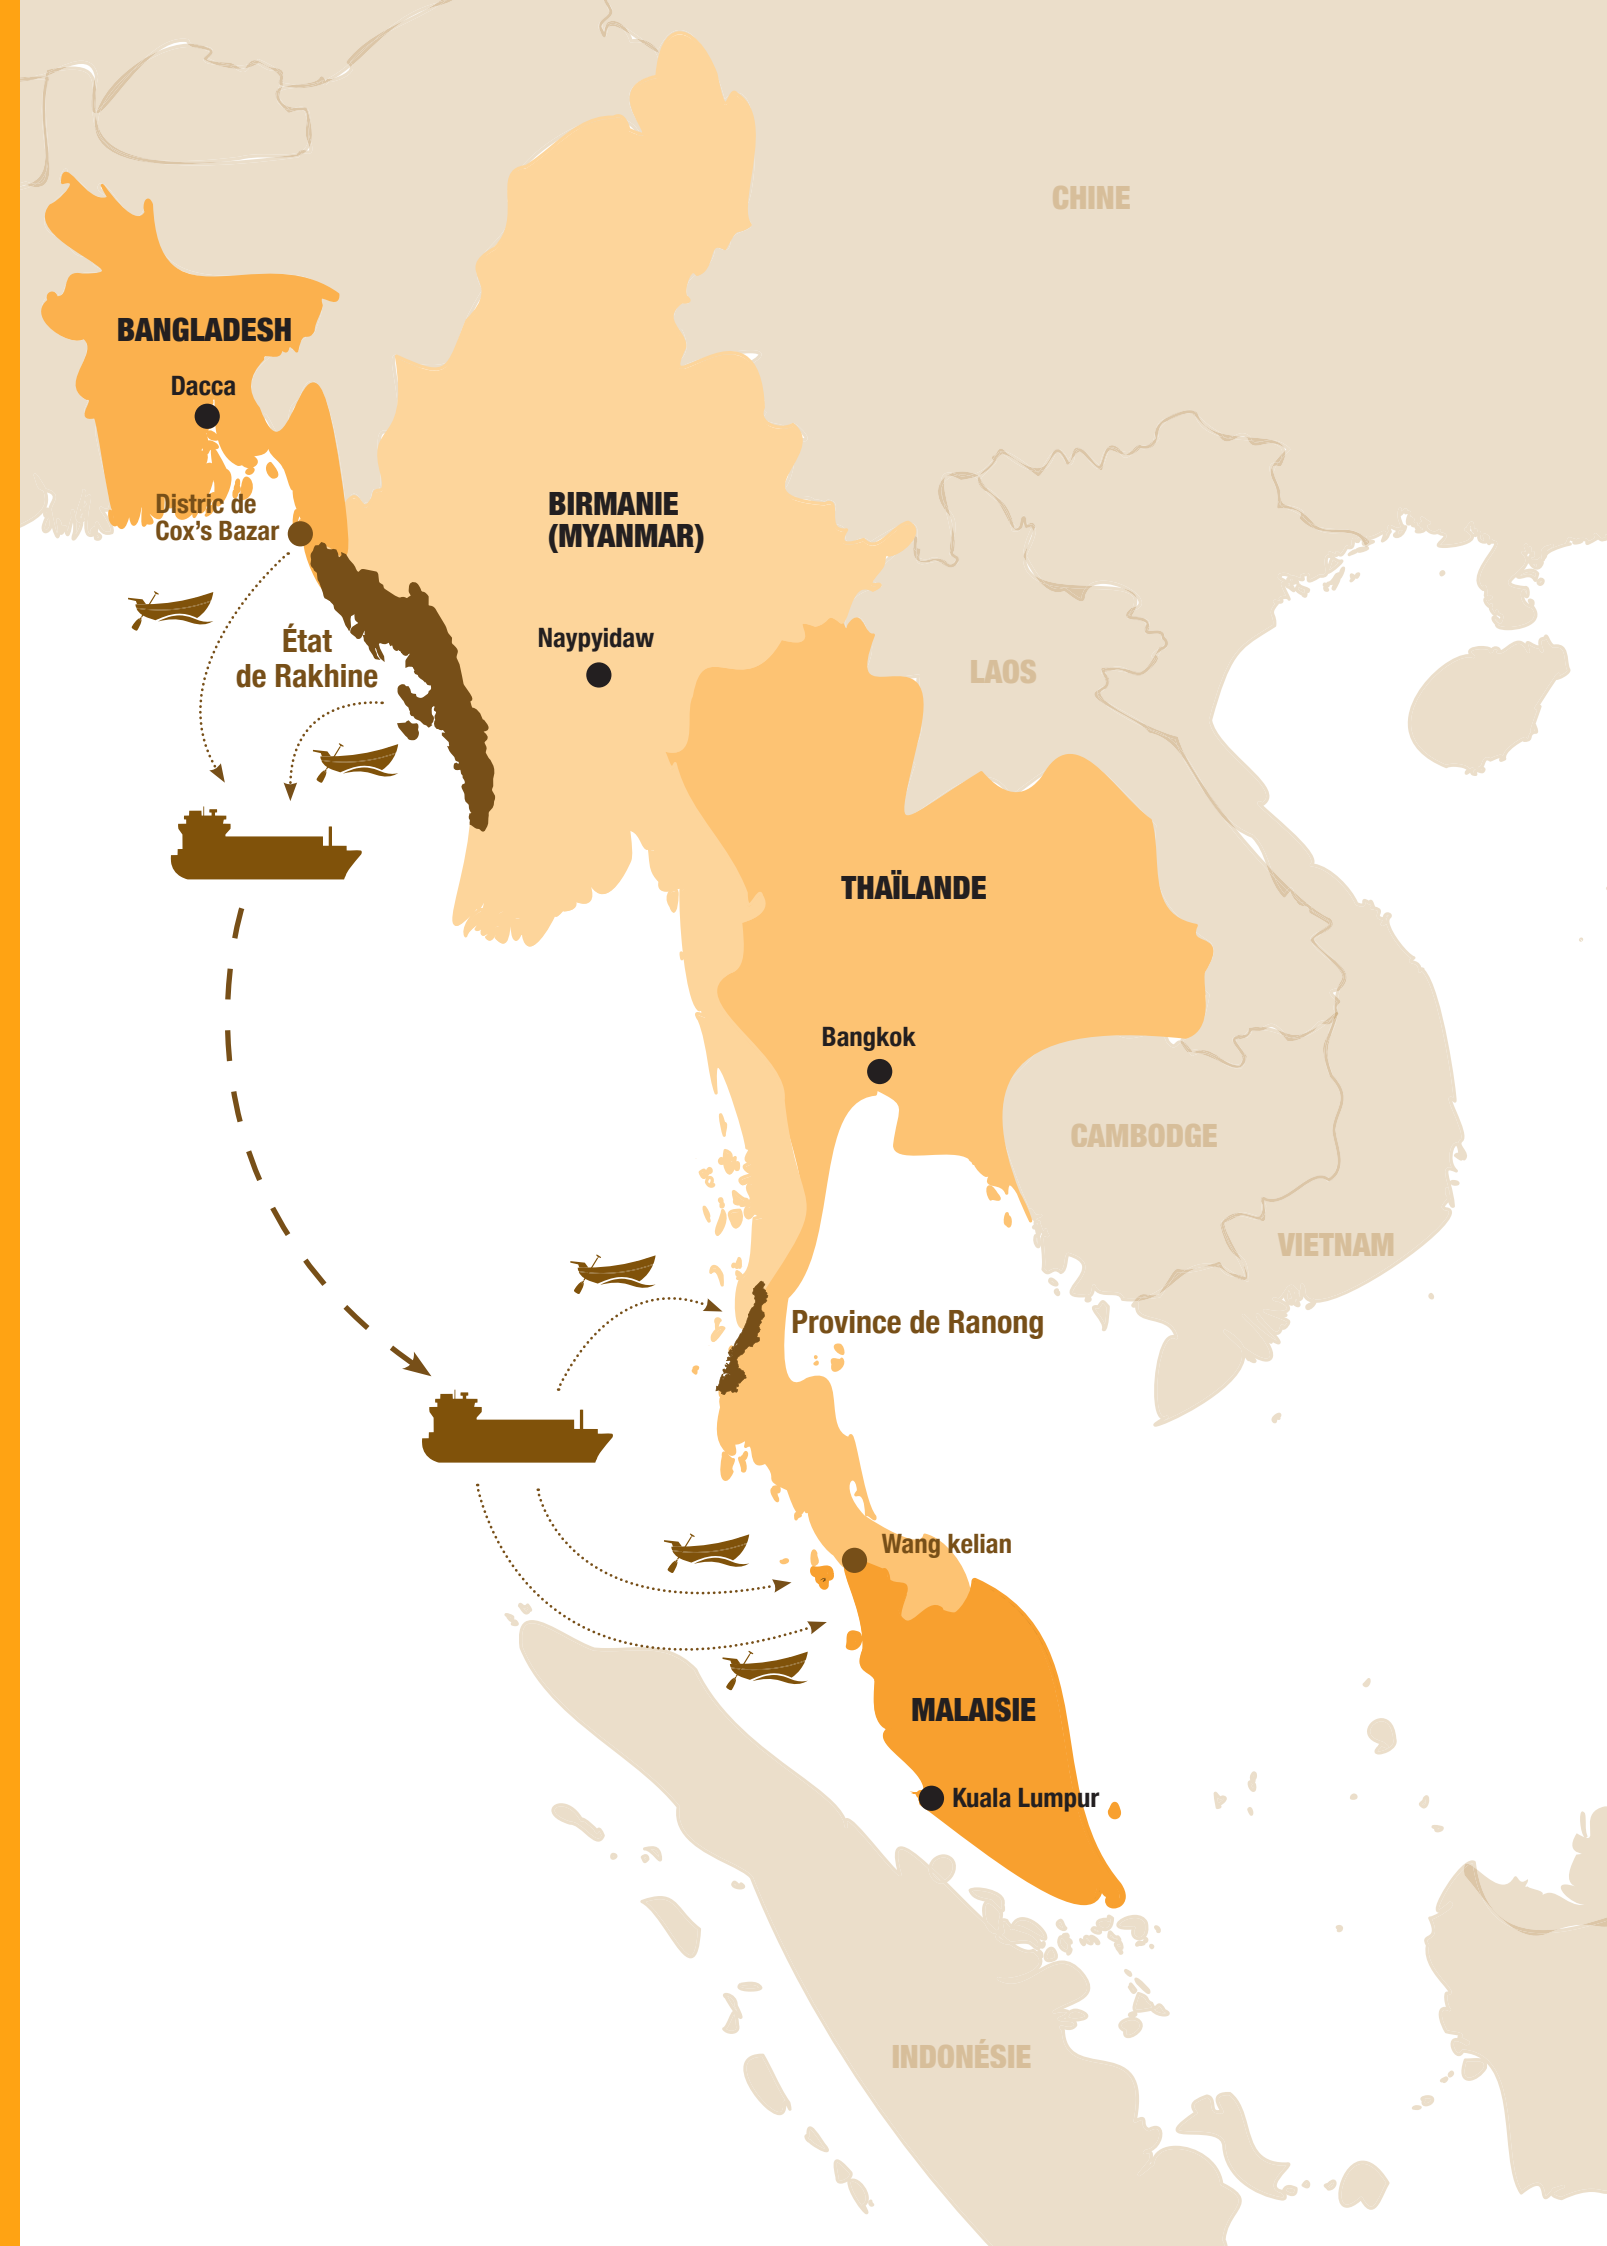 CHINE
BANGLADESH
Dacca
Distric de
Cox's Bazar
BIRMANIE
(MYANMAR)
État
de Rakhine
Naypyidaw
LAOS
THAÏLANDE
Bangkok
CAMBODGE
VIETNAM
Province de Ranong
Wang kelian
MALAISIE
Kuala Lumpur
INDONÉSIE